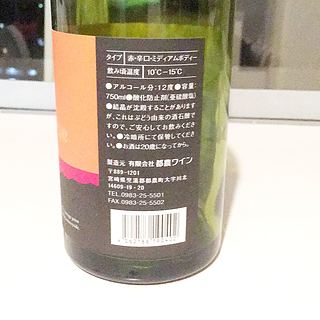 タイプ 赤・辛口・ミディアムボディー
飲み頃温度 10℃－15℃
●アルコール分:12度●容量:
750ml●酸化防止剤(亜硫酸塩)
●結晶が沈殿することがあります
が、これはぶどう由来の酒石酸で
すので、ご安心してお飲みください。
●冷暗所にて保管してください。
●お酒は20歳になってから。
製造元 有限会社 都農ワイン
〒889-1201
宮崎県児湯郡都農町大字川北
14609-19・20
TEL.0983-25-5501
FAX.0983-25-5502